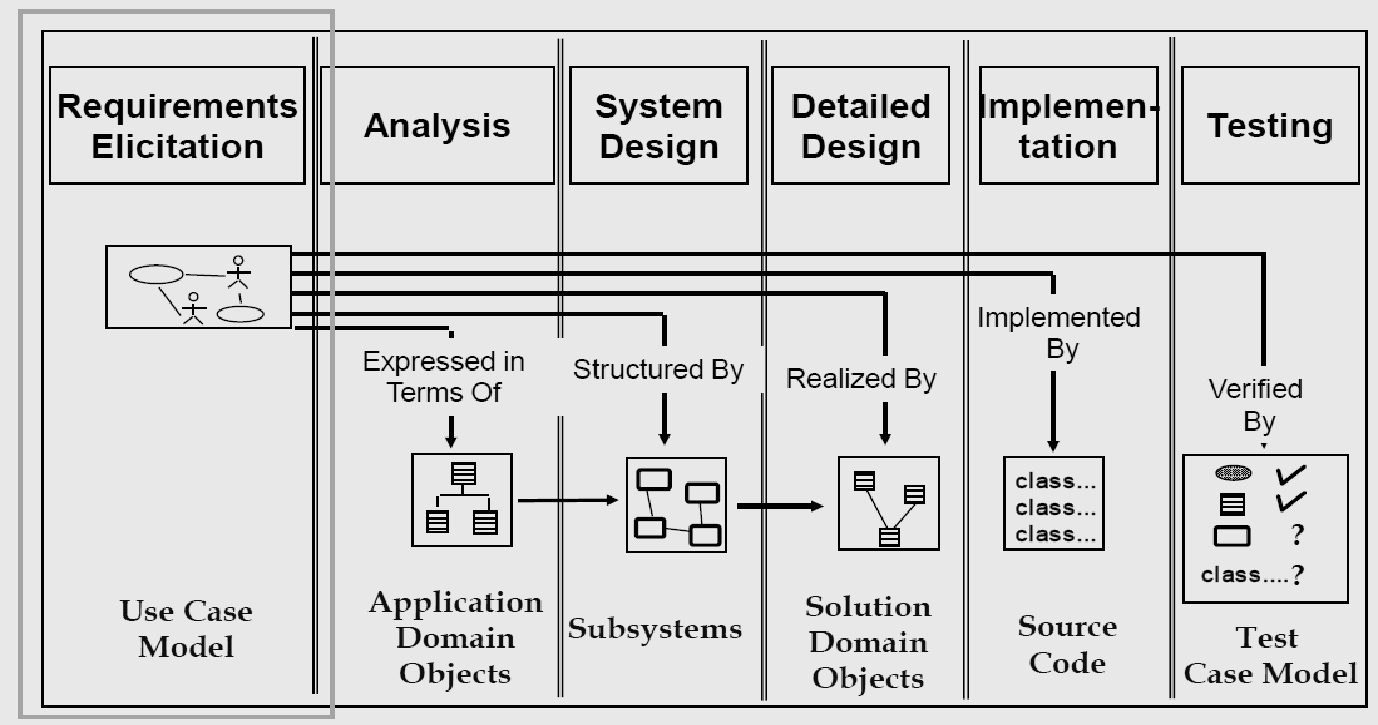 Requirements
Elicitation
Analysis
System
Design
Detailed
Design
Implemen-
tation
Testing
Expressed in
Terms Of
Structured By
Realized By
Implemented
By
Verified
By
class...
class...
class...
?
class....?
Use Case
Model
Application
Domain
Objects
Subsystems
Solution
Domain
Objects
Source
Code
Test
Case Model